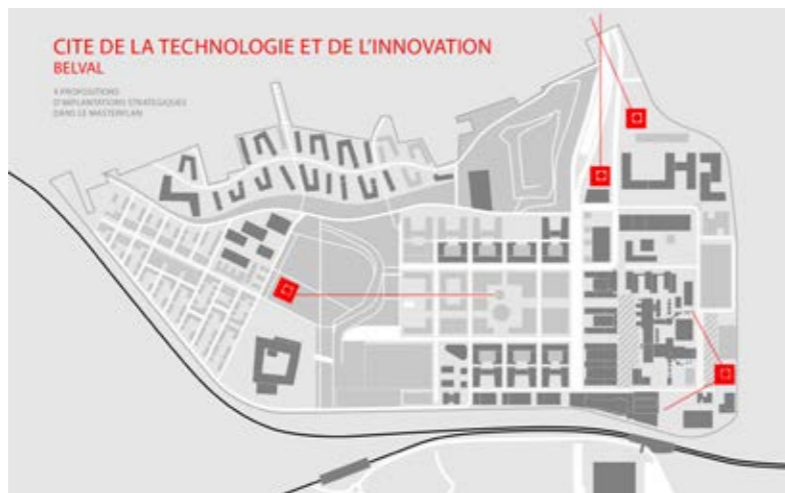 CITE DE LA TECHNOLOGIE ET DE L'INNOVATION
BELVAL
4 PROPOSITIONS
D'IMPLANTATIONS STRATEGIQUES
DANS LE MASTERPLAN